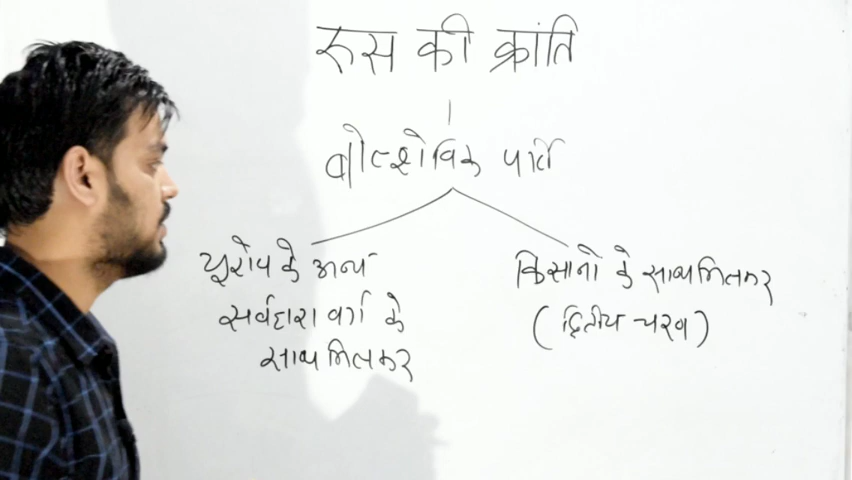 रूस की क्रांति
बोल्शेविक पार्टी
यूरोप के अन्य
सर्वहारा वर्ग के
साथ मिलकर
किसानों के साथ मिलकर
(द्वितीय चरण)